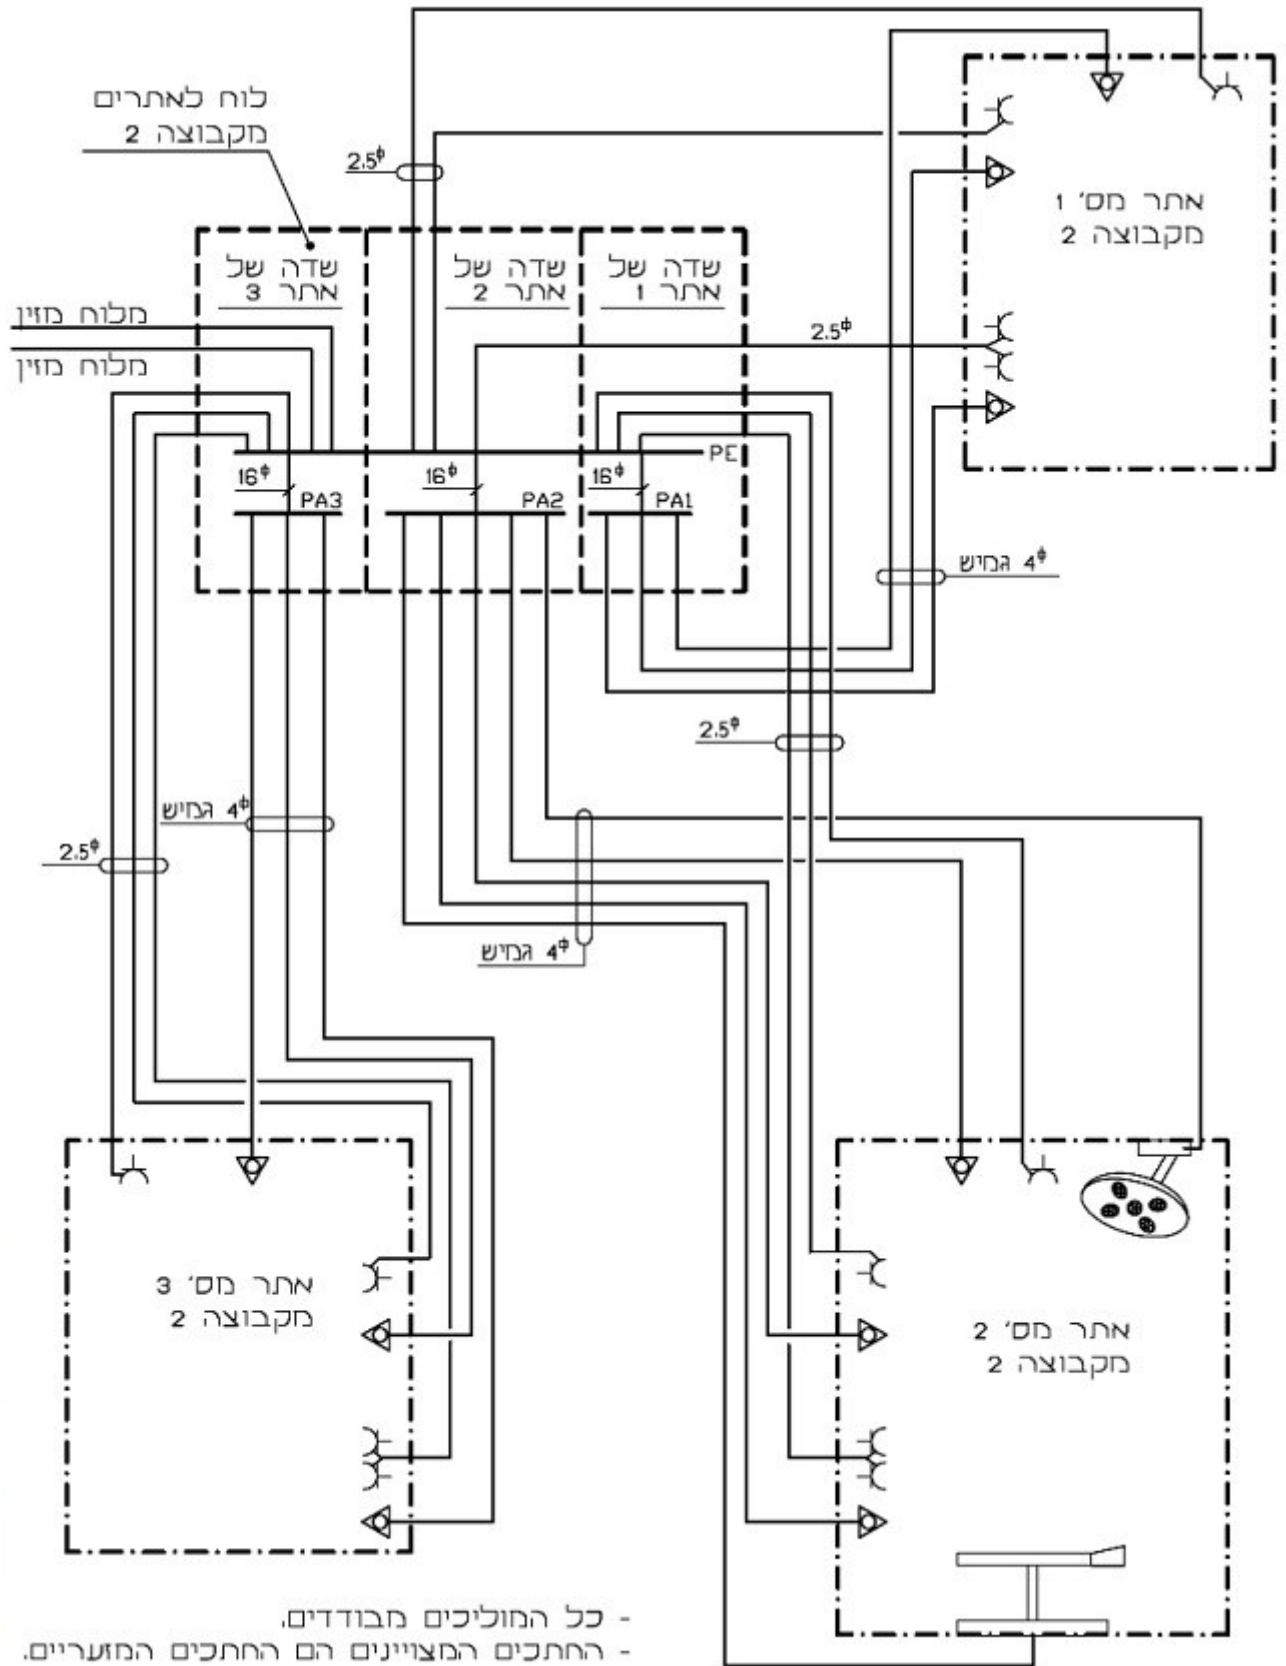 לוח לאתרים
מקבוצה 2
2.5ᶲ
אתר מס' 1
מקבוצה 2
שדה של
אתר 3
שדה של
אתר 2
שדה של
אתר 1
מלוח מזין
מלוח מזין
2.5ᶲ
PE
16ᶲ
16ᶲ
16ᶲ
PA3
PA2
PA1
4ᶲ גמיש
2.5ᶲ
4ᶲ גמיש
2.5ᶲ
4ᶲ גמיש
אתר מס' 3
מקבוצה 2
אתר מס' 2
מקבוצה 2
- כל המוליכים מבודדים.
- החתכים המצויינים הם החתכים המזעריים.